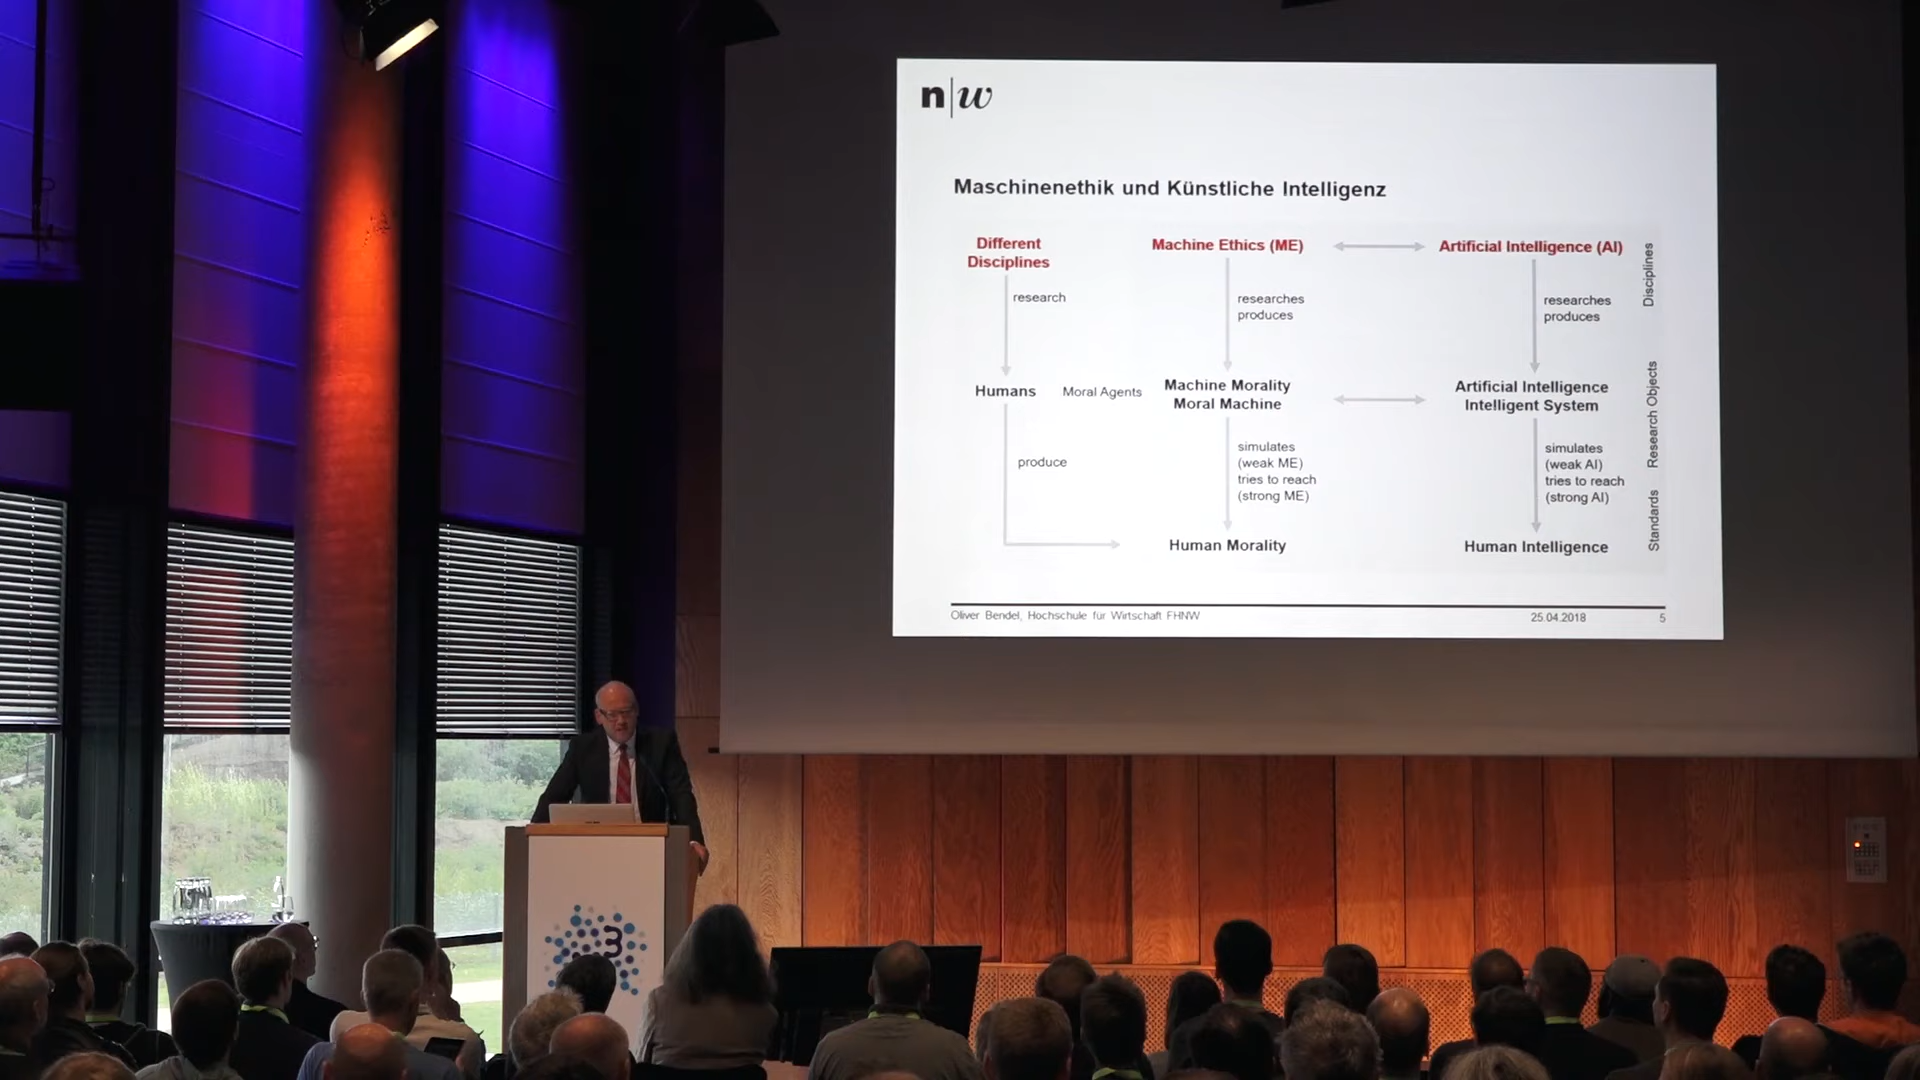 n|w
Maschinenethik und Künstliche Intelligenz
Different
Disciplines
Machine Ethics (ME)
Artificial Intelligence (AI)
Disciplines
research
researches
produces
researches
produces
Humans
Moral Agents
Machine Morality
Moral Machine
Artificial Intelligence
Intelligent System
Research Objects
produce
simulates
(weak ME)
tries to reach
(strong ME)
simulates
(weak AI)
tries to reach
(strong AI)
Standards
Human Morality
Human Intelligence
Oliver Bendel, Hochschule für Wirtschaft FHNW
25.04.2018
5
3